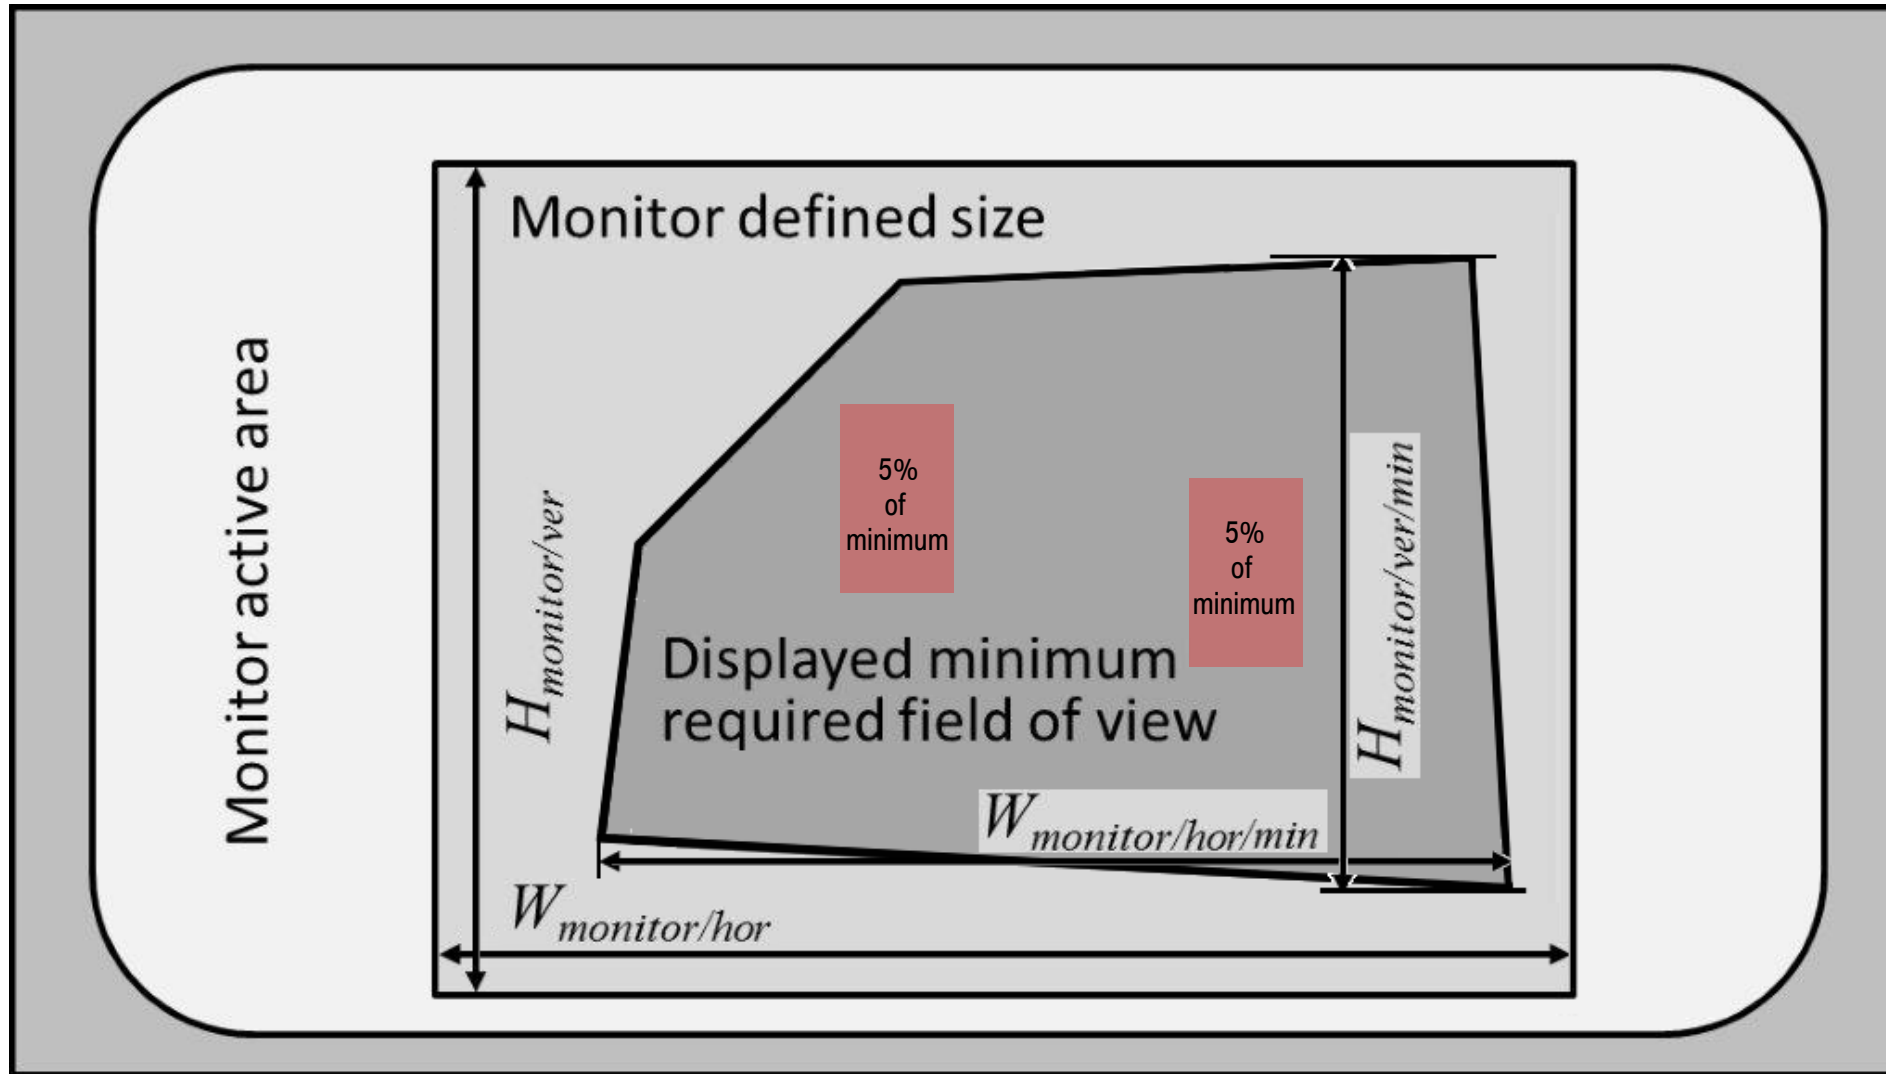 Monitor defined size
Monitor active area
H monitor/ver
5%
of
minimum
5%
of
minimum
H monitor/ver/min
Displayed minimum
required field of view
W monitor/hor/min
W monitor/hor